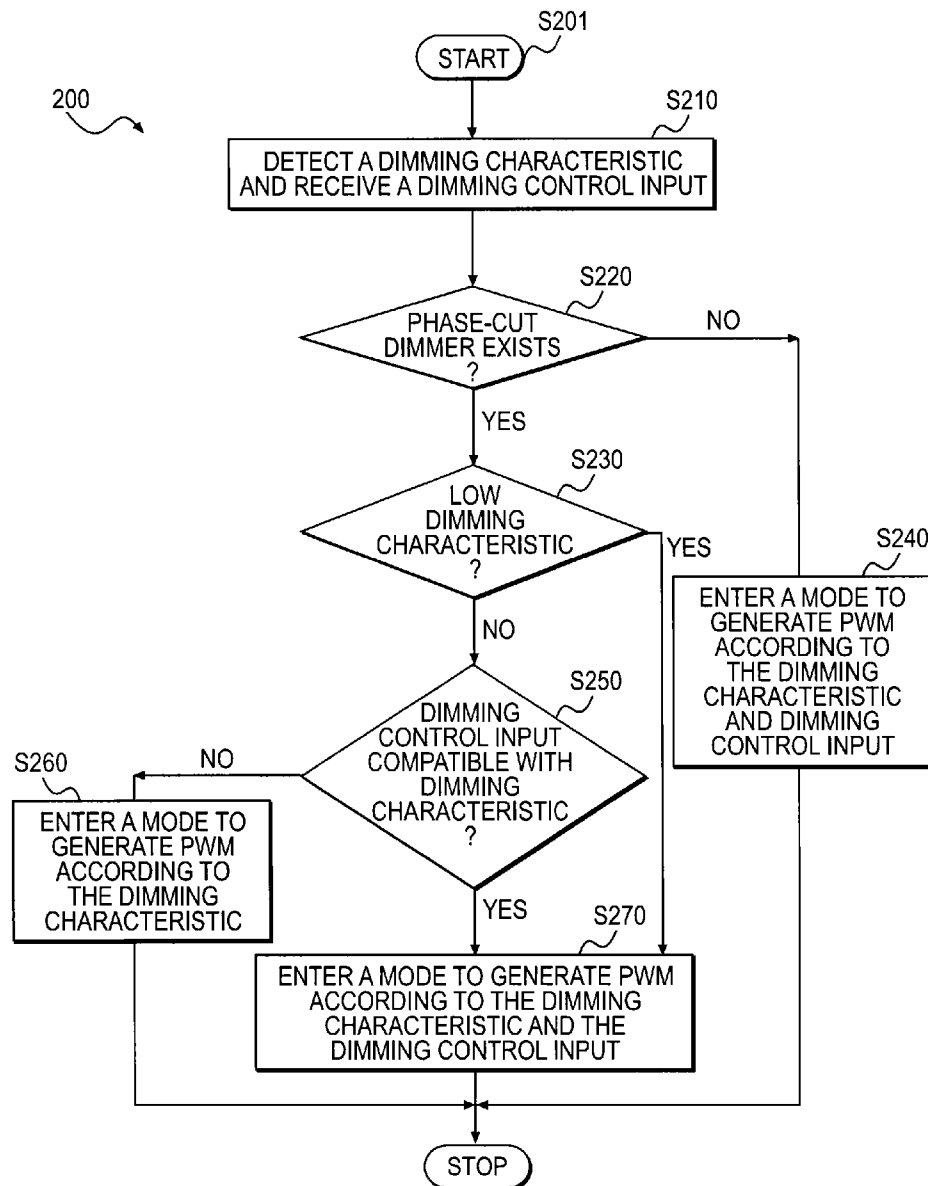 S201
START
200
S210
DETECT A DIMMING CHARACTERISTIC
AND RECEIVE A DIMMING CONTROL INPUT
S220
PHASE-CUT
DIMMER EXISTS
?
NO
YES
S230
LOW
DIMMING
CHARACTERISTIC
?
YES
NO
S240
ENTER A MODE TO
GENERATE PWM
ACCORDING TO
THE DIMMING
CHARACTERISTIC
AND DIMMING
CONTROL INPUT
S250
DIMMING
CONTROL INPUT
COMPATIBLE WITH
DIMMING
CHARACTERISTIC
?
NO
YES
S260
ENTER A MODE TO
GENERATE PWM
ACCORDING TO
THE DIMMING
CHARACTERISTIC
S270
ENTER A MODE TO GENERATE PWM
ACCORDING TO THE DIMMING
CHARACTERISTIC AND THE
DIMMING CONTROL INPUT
STOP